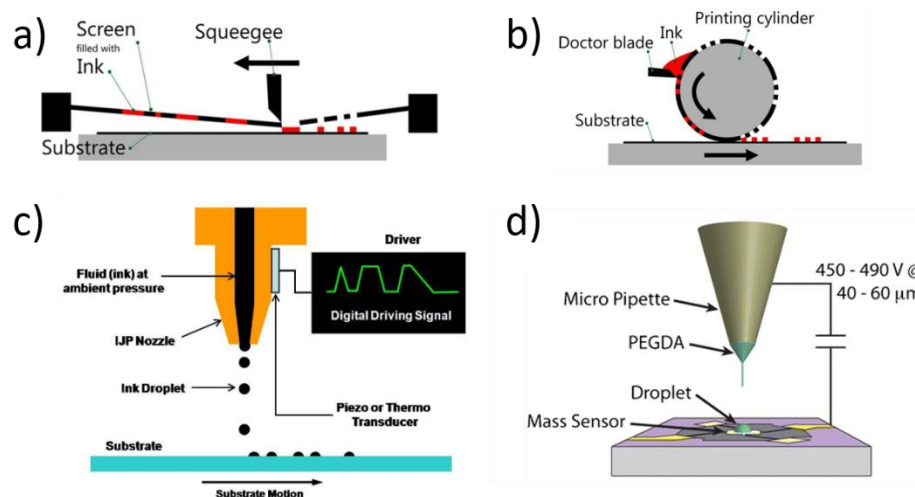 a)
Screen
filled with
Ink
Squeegee
Substrate
b)
Printing cylinder
Ink
Doctor blade
Substrate
c)
Fluid (ink) at
ambient pressure
IJP Nozzle
Ink Droplet
Substrate
Driver
Digital Driving Signal
Piezo or Thermo
Transducer
Substrate Motion
d)
450 - 490 V @
40 - 60 μm
Micro Pipette
PEGDA
Droplet
Mass Sensor